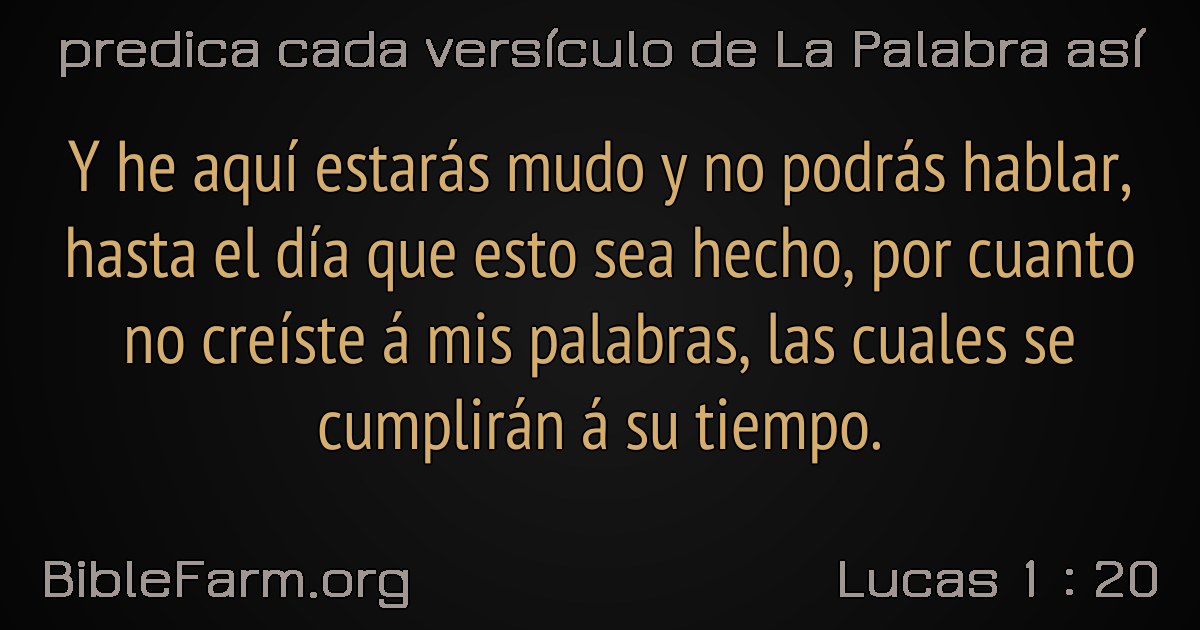 predica cada versículo de La Palabra así
Y he aquí estarás mudo y no podrás hablar,
hasta el día que esto sea hecho, por cuanto
no creíste á mis palabras, las cuales se
cumplirán á su tiempo.
BibleFarm.org
Lucas 1 : 20